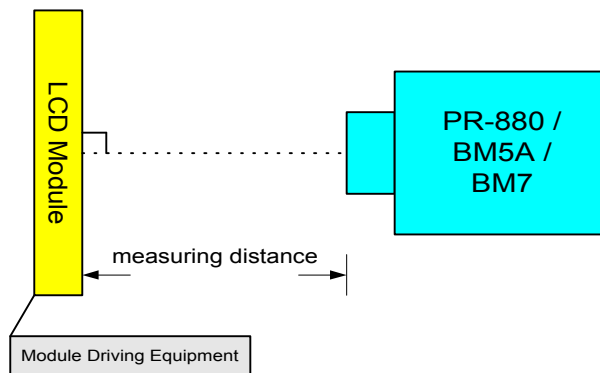 LCD Module
PR-880 /
BM5A /
BM7
measuring distance
Module Driving Equipment